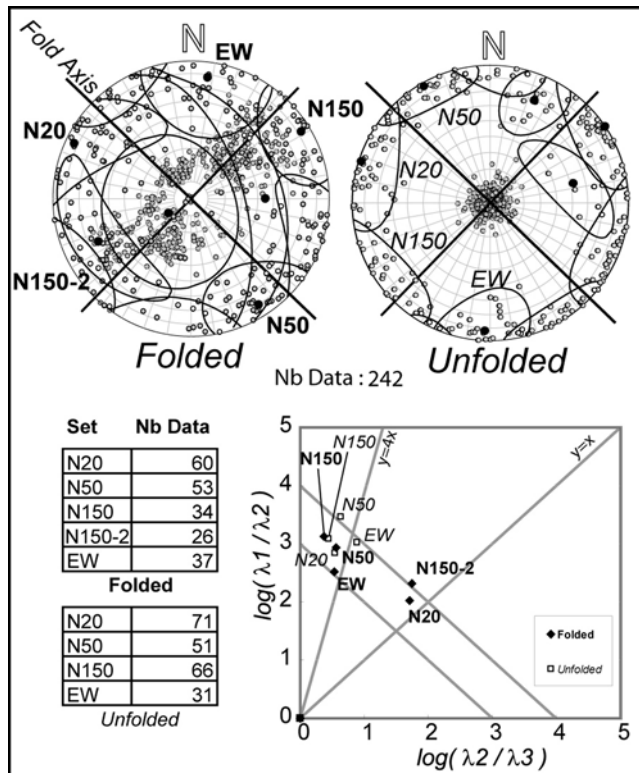 N
N
Fold Axis
EW
N150
N20
N50
N20
N150
N150-2
EW
N50
Folded
Unfolded
Nb Data : 242
Set Nb Data
N20 60
N50 53
N150 34
N150-2 26
EW 37
Folded
N20 71
N50 51
N150 66
EW 31
Unfolded
5
4
3
2
1
0
log( λ1 / λ2 )
N150
N150
y=4x
y=x
N50
EW
N20
N50
EW
N150-2
N20
Folded
Unfolded
0 1 2 3 4 5
log( λ2 / λ3 )